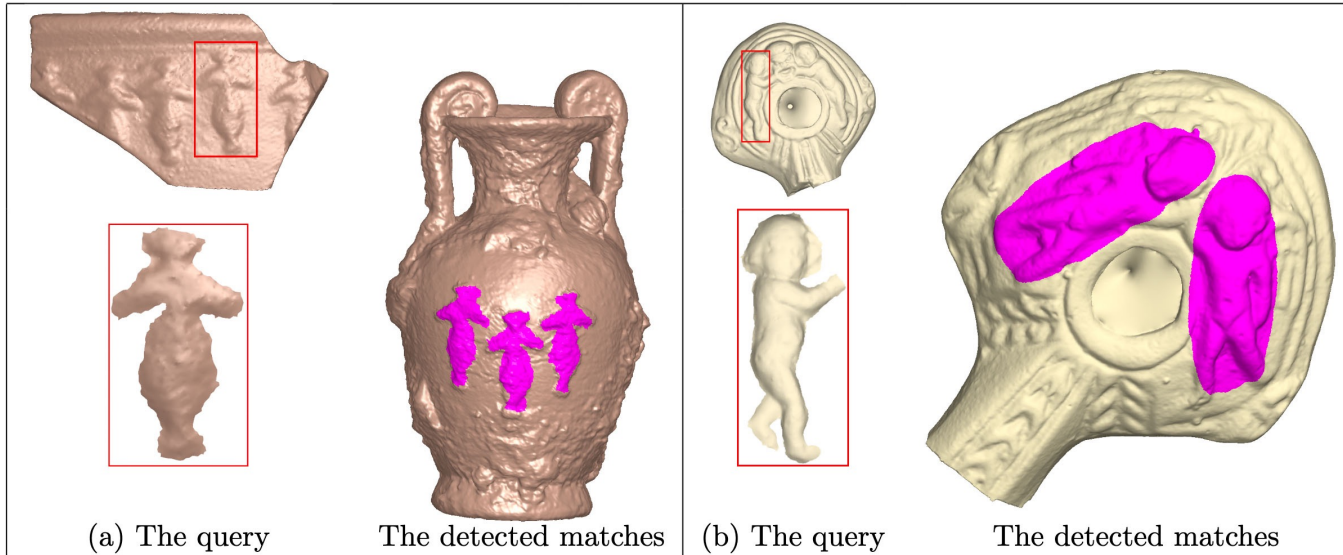 (a) The query
The detected matches
(b) The query
The detected matches